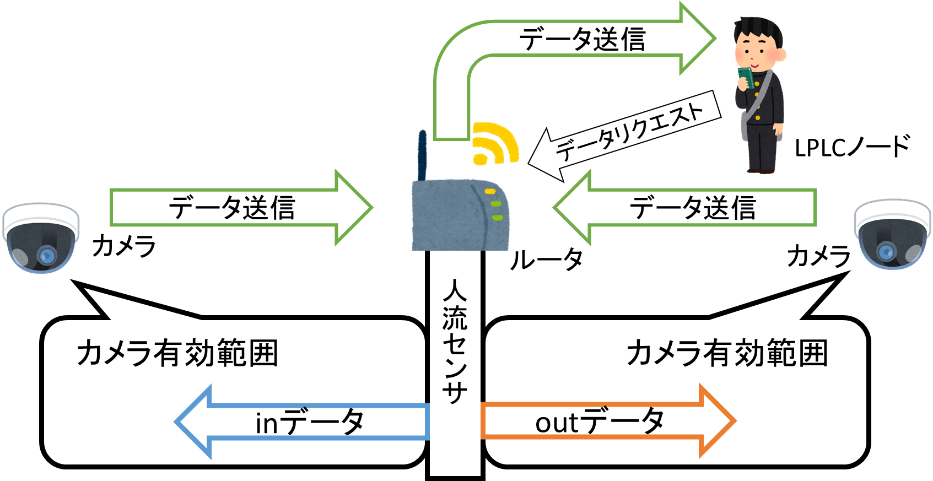 データ送信
データリクエスト
LPLCノード
データ送信
データ送信
カメラ
ルータ
カメラ
人流センサ
カメラ有効範囲
カメラ有効範囲
inデータ
outデータ